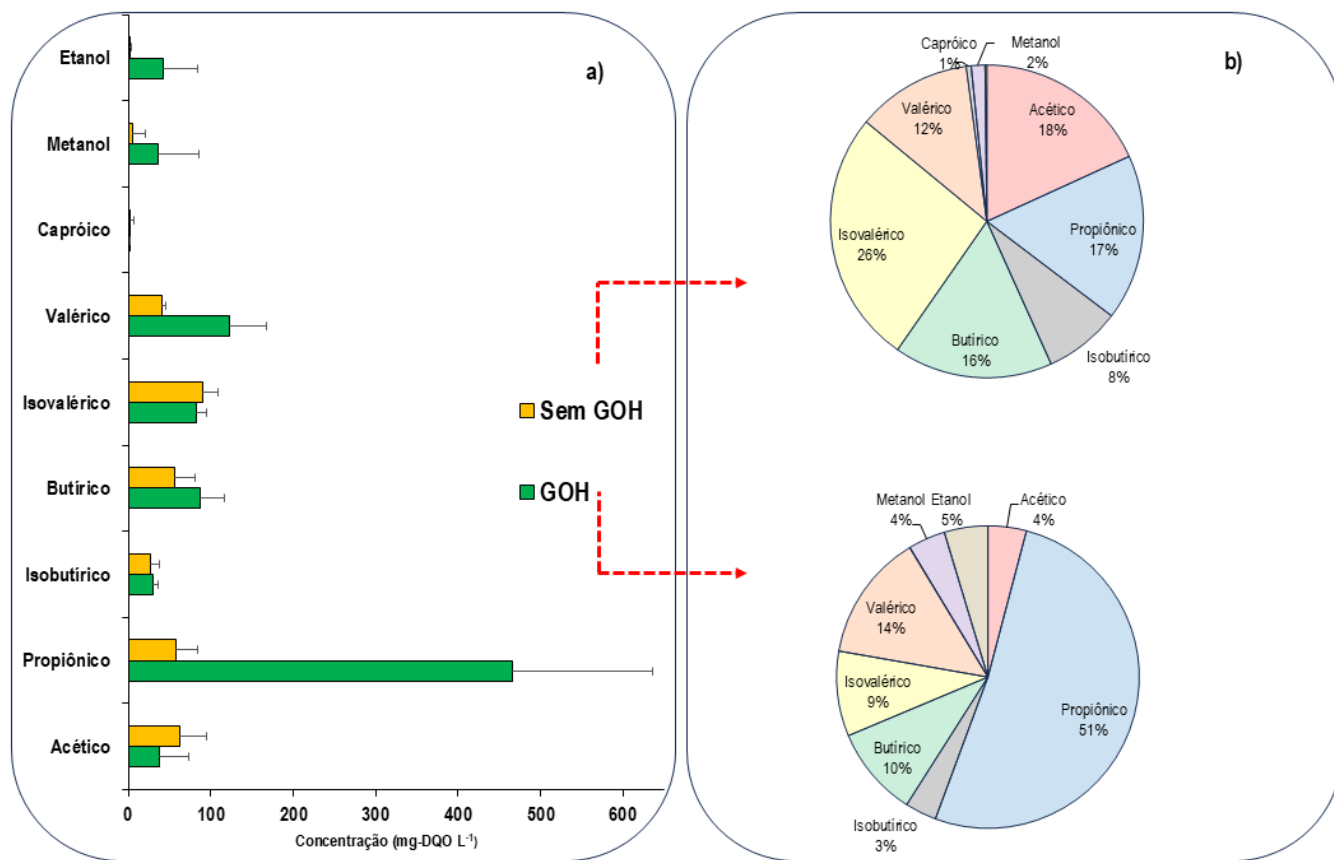 a)
Etanol
Metanol
Capróico
Valérico
Isovalérico
Butírico
Isobutírico
Propiônico
Acético
0 100 200 300 400 500 600
Concentração (mg-DQO L⁻¹)
Sem GOH
GOH
b)
Capróico
1%
Metanol
2%
Acético
18%
Propiônico
17%
Isobutírico
8%
Butírico
16%
Isovalérico
26%
Valérico
12%
Metanol
4%
Etanol
5%
Acético
4%
Propiônico
51%
Isobutírico
3%
Butírico
10%
Isovalérico
9%
Valérico
14%